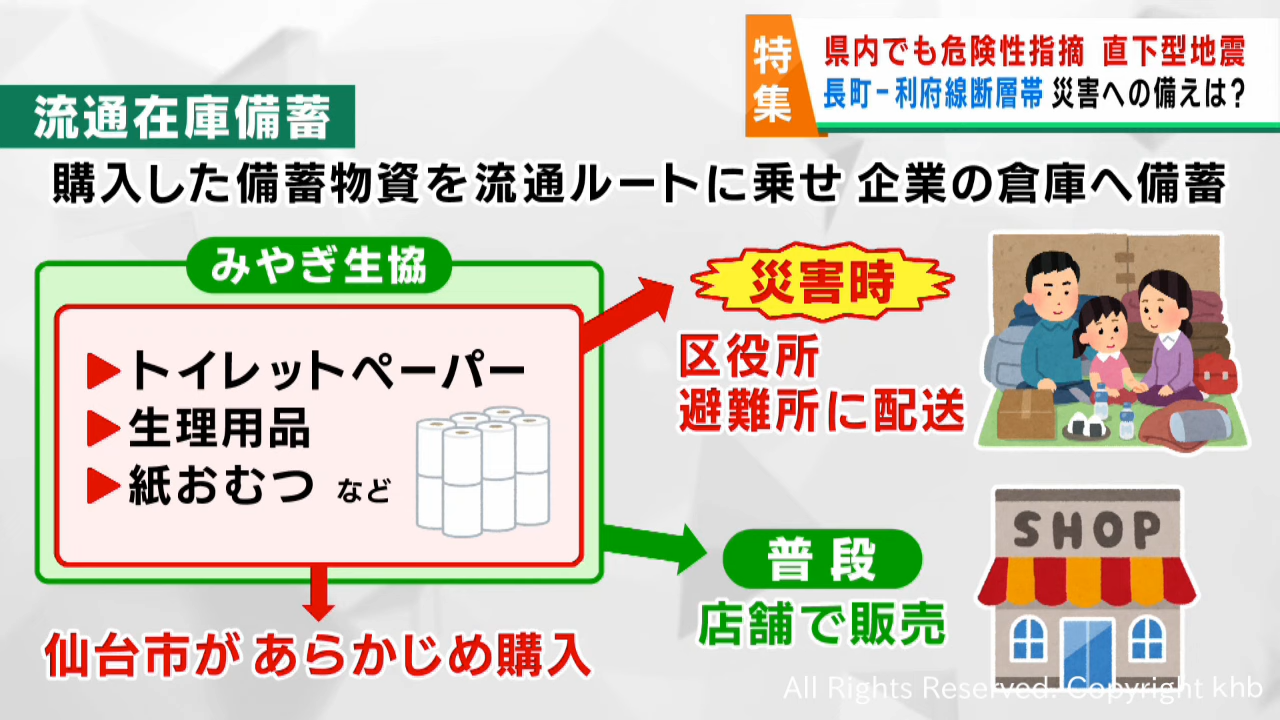 特集
県内でも危険性指摘 直下型地震
長町－利府線断層帯 災害への備えは？
流通在庫備蓄
購入した備蓄物資を流通ルートに乗せ 企業の倉庫へ備蓄
みやぎ生協
▶トイレットペーパー
▶生理用品
▶紙おむつ など
仙台市が あらかじめ購入
災害時
区役所
避難所に配送
普段
店舗で販売
SHOP
All Rights Reserved. Copyright khb